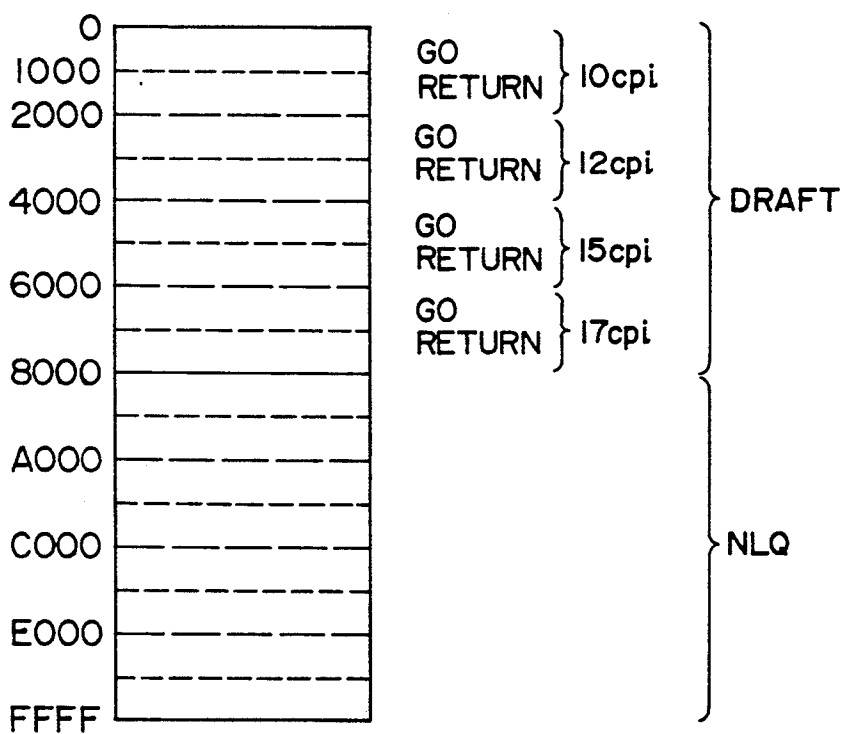 0
1000
2000
4000
6000
8000
A000
C000
E000
FFFF
GO
RETURN
10cpi
GO
RETURN
12cpi
GO
RETURN
15cpi
GO
RETURN
17cpi
DRAFT
NLQ